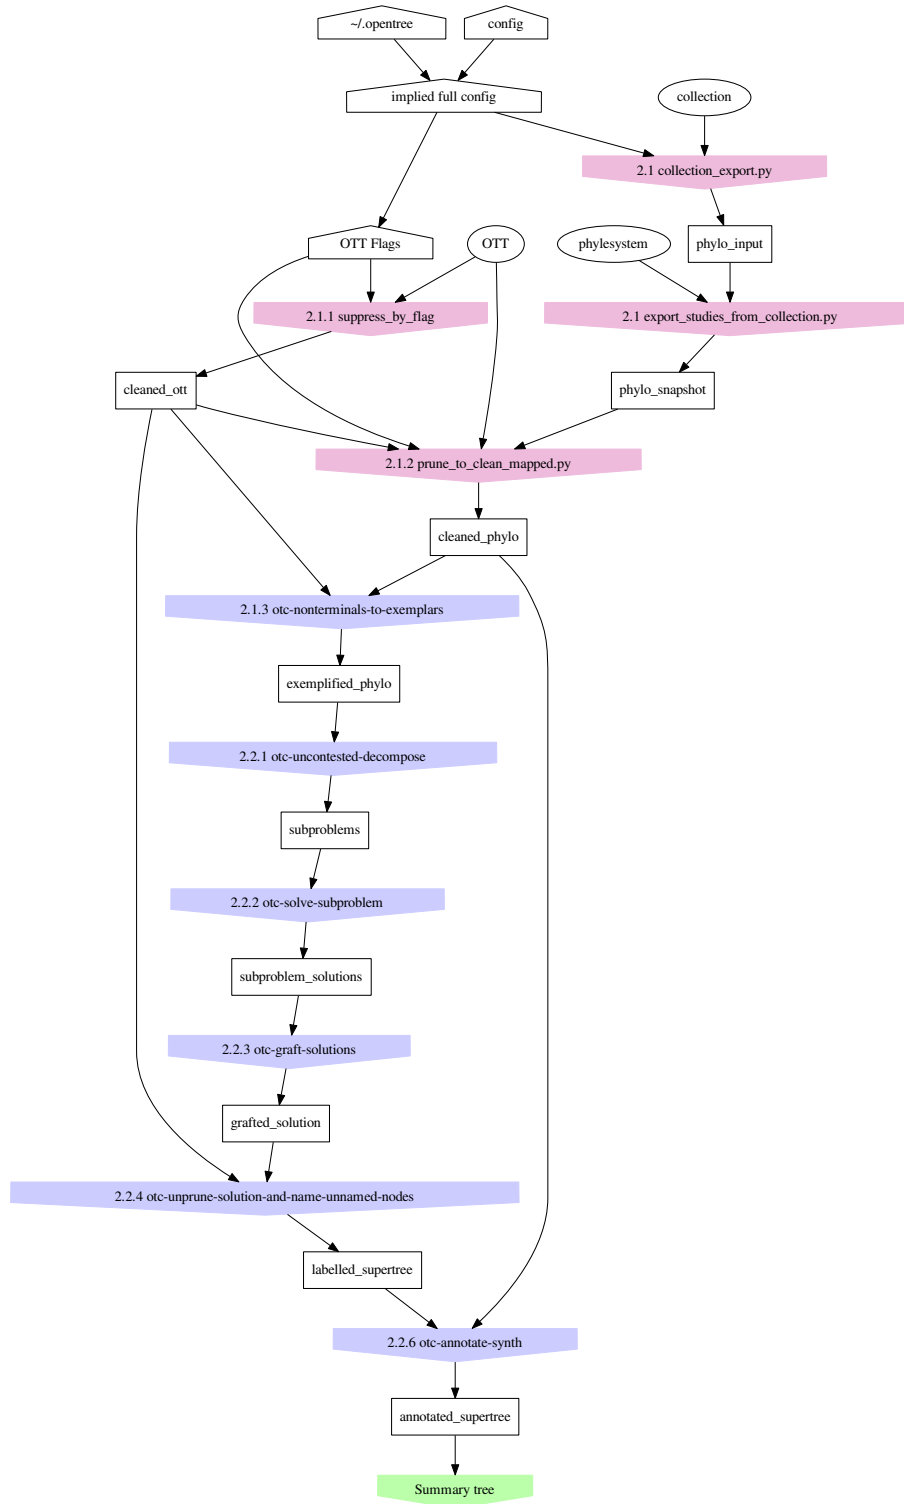 ~/.opentree
config
implied full config
collection
2.1 collection_export.py
OTT Flags
OTT
phylesystem
phylo_input
2.1.1 suppress_by_flag
2.1 export_studies_from_collection.py
cleaned_ott
phylo_snapshot
2.1.2 prune_to_clean_mapped.py
cleaned_phylo
2.1.3 otc-nonterminals-to-exemplars
exemplified_phylo
2.2.1 otc-uncontested-decompose
subproblems
2.2.2 otc-solve-subproblem
subproblem_solutions
2.2.3 otc-graft-solutions
grafted_solution
2.2.4 otc-unprune-solution-and-name-unnamed-nodes
labelled_supertree
2.2.6 otc-annotate-synth
annotated_supertree
Summary tree